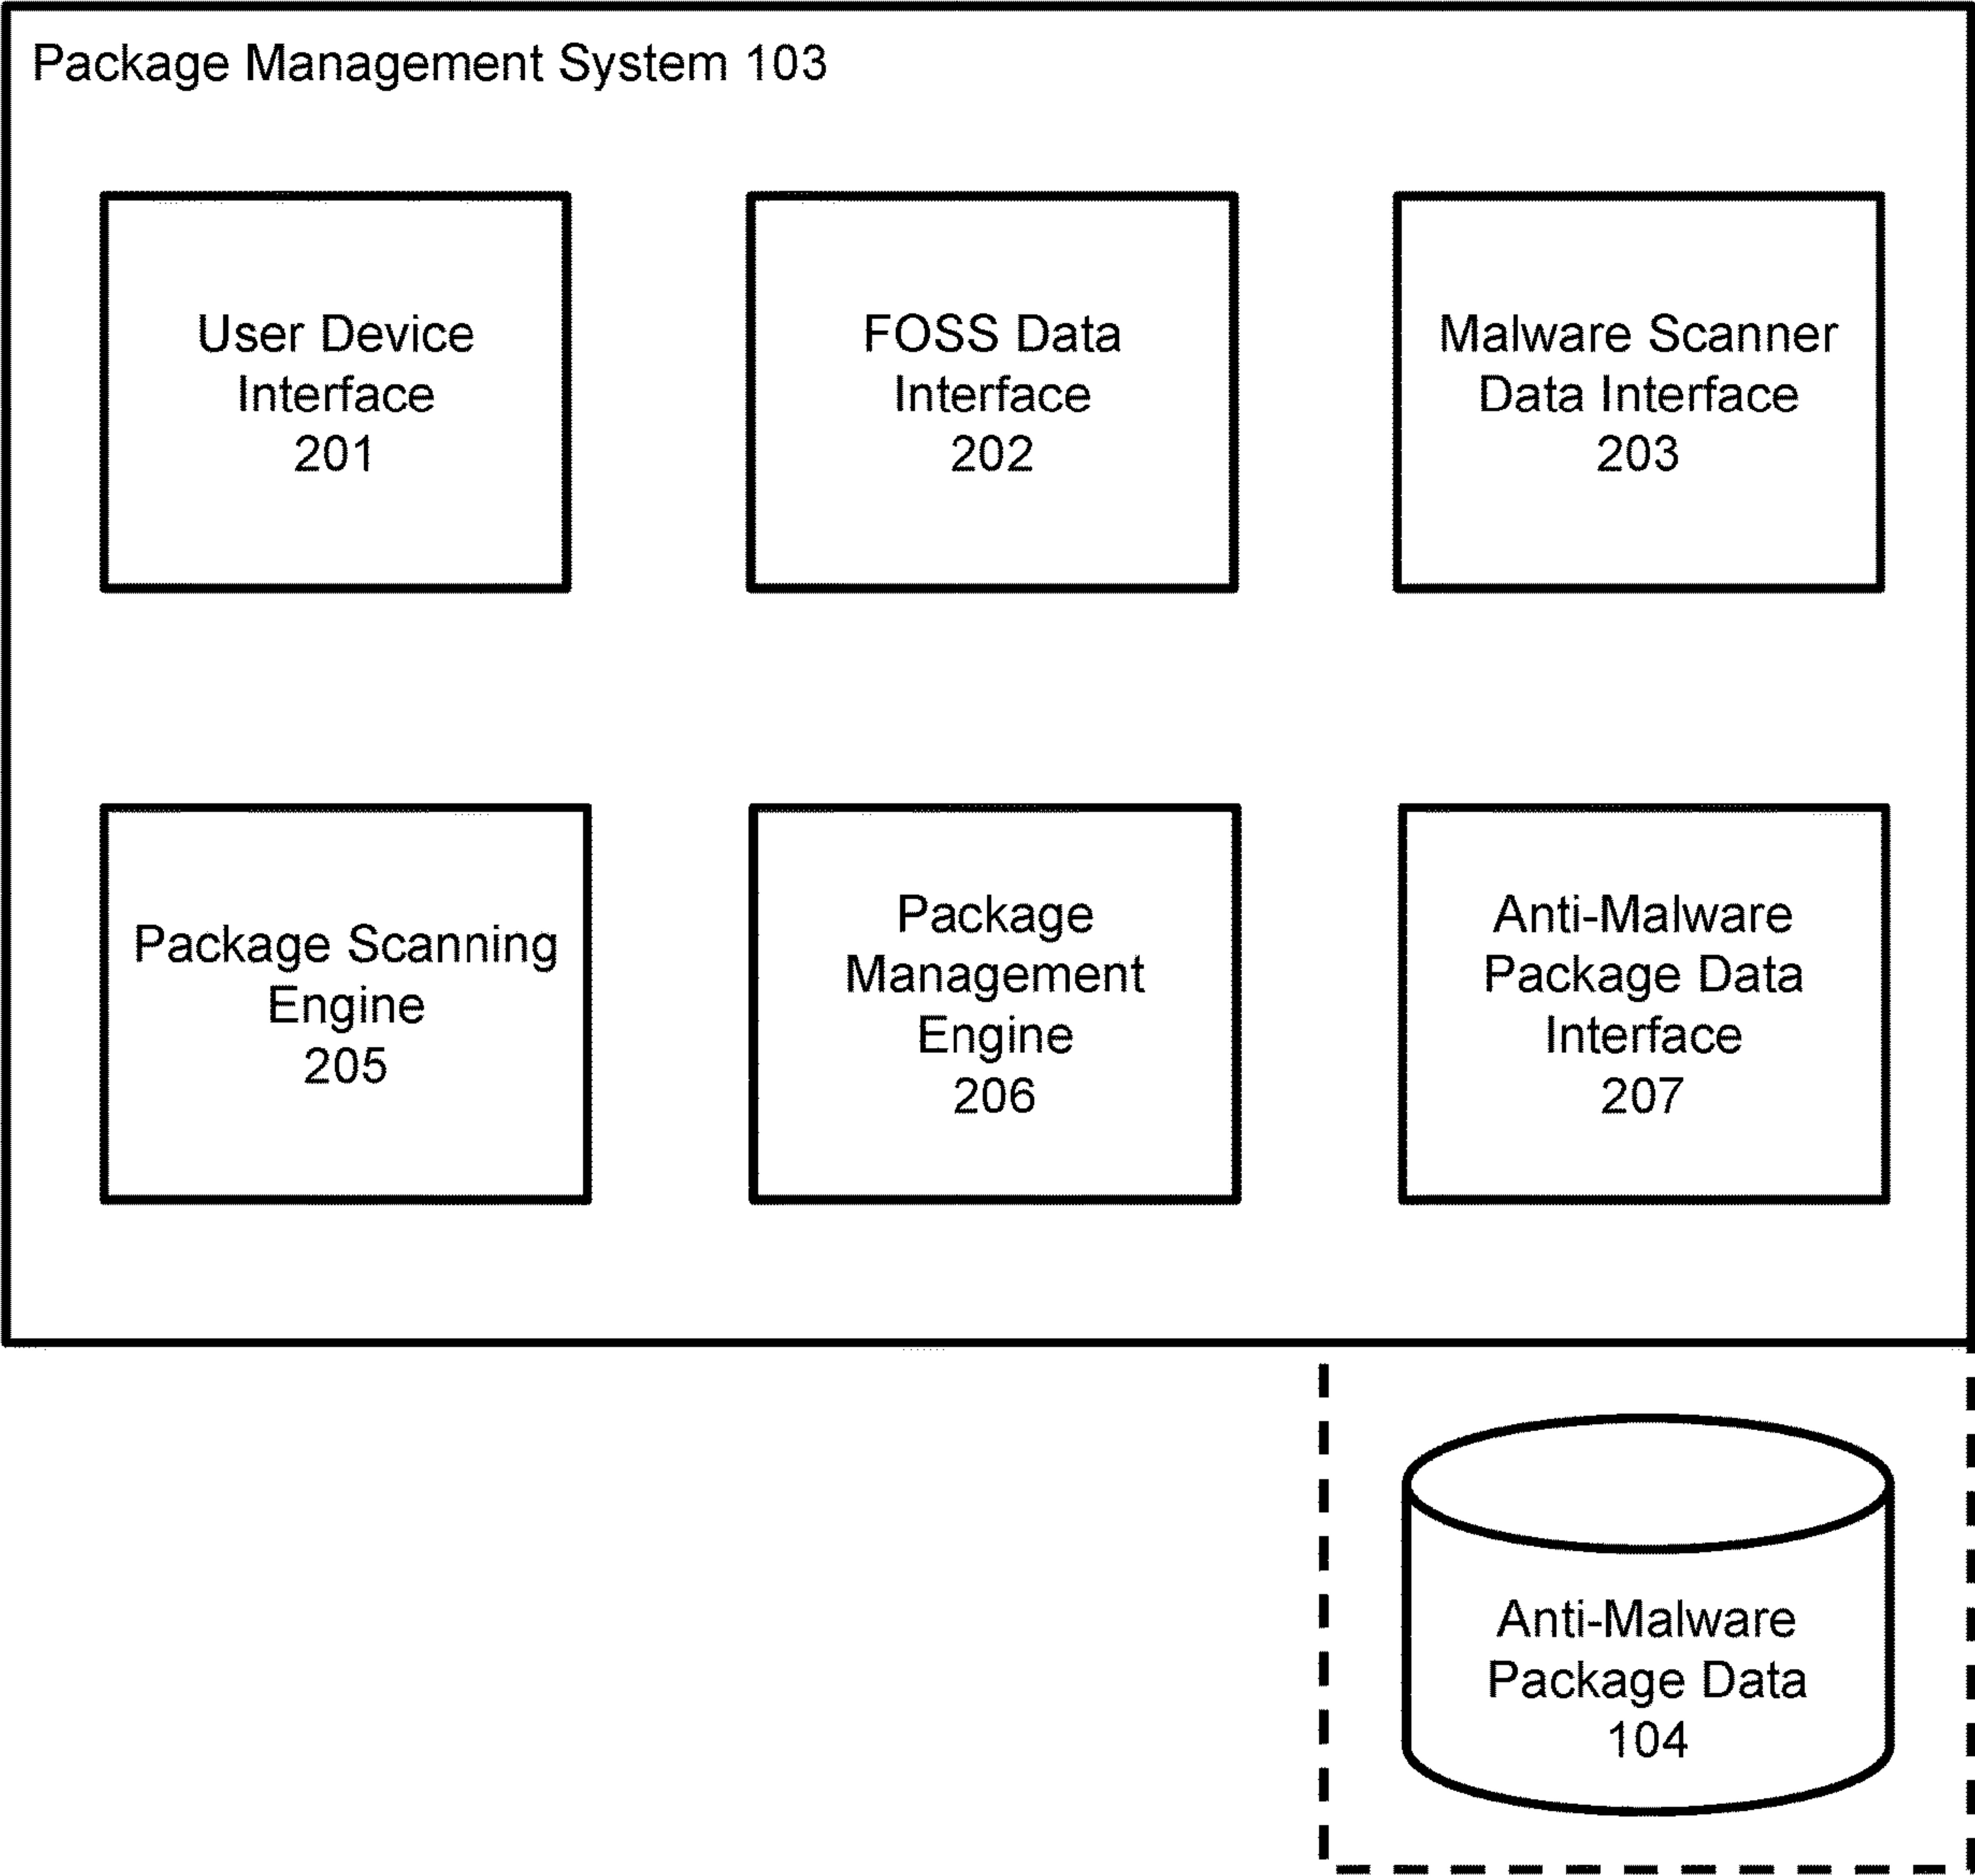 Package Management System 103
User Device
Interface
201
FOSS Data
Interface
202
Malware Scanner
Data Interface
203
Package Scanning
Engine
205
Package
Management
Engine
206
Anti-Malware
Package Data
Interface
207
Anti-Malware
Package Data
104